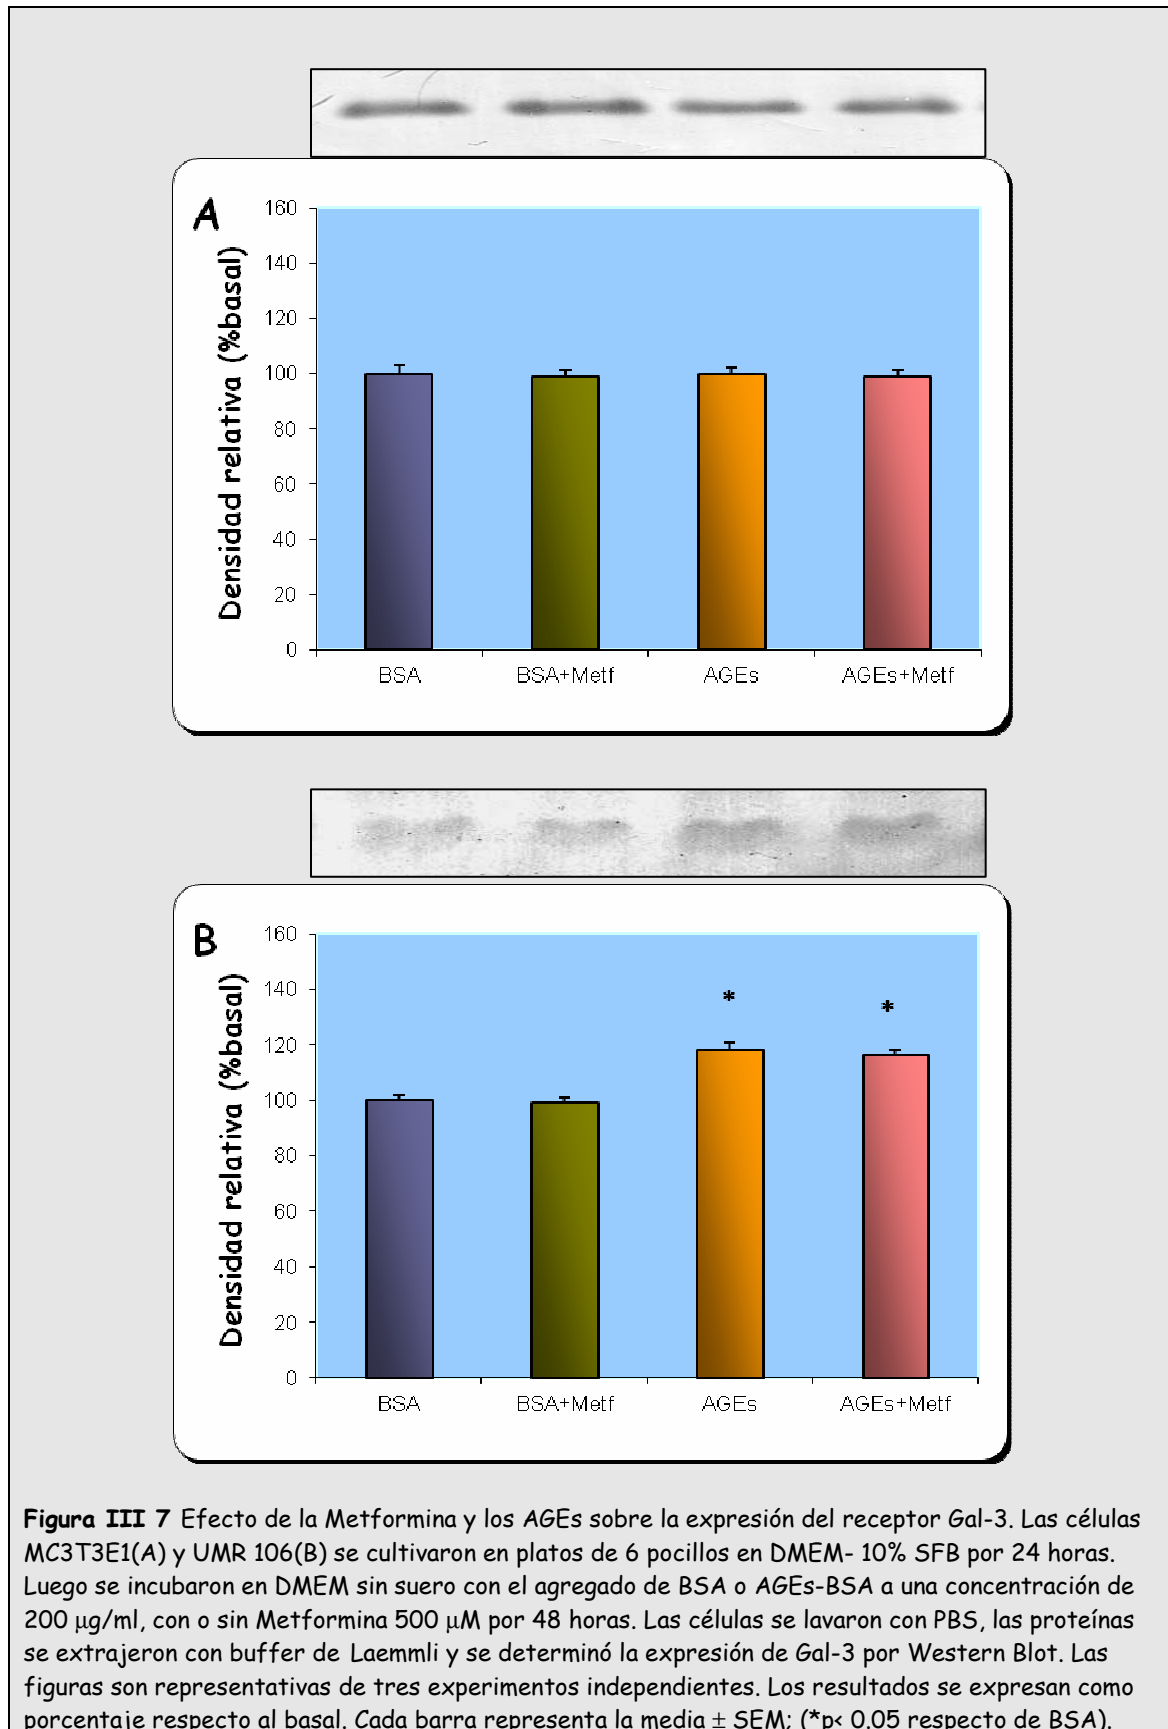 A
Densidad relativa (%basal)
160
140
120
100
80
60
40
20
0
BSA BSA+Metf AGEs AGEs+Metf
B
Densidad relativa (%basal)
160
140
120
100
80
60
40
20
0
*
*
BSA BSA+Metf AGEs AGEs+Metf
Figura III 7 Efecto de la Metformina y los AGEs sobre la expresión del receptor Gal-3. Las células
MC3T3E1(A) y UMR 106(B) se cultivaron en platos de 6 pocillos en DMEM- 10% SFB por 24 horas.
Luego se incubaron en DMEM sin suero con el agregado de BSA o AGEs-BSA a una concentración de
200 μg/ml, con o sin Metformina 500 μM por 48 horas. Las células se lavaron con PBS, las proteínas
se extrajeron con buffer de Laemmli y se determinó la expresión de Gal-3 por Western Blot. Las
figuras son representativas de tres experimentos independientes. Los resultados se expresan como
porcentaje respecto al basal. Cada barra representa la media ± SEM; (*p< 0.05 respecto de BSA).